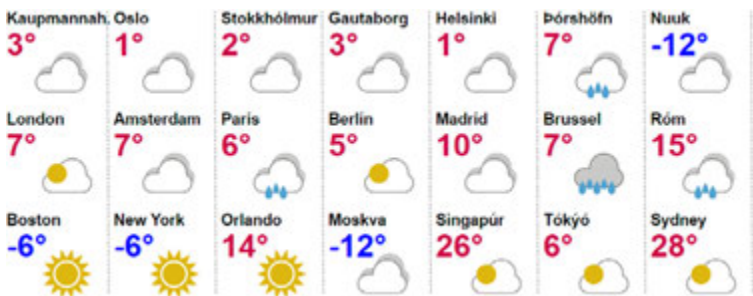 Kaupmannah. Oslo Stokkhólmur Gautaborg Helsinki Þórshöfn Nuuk
3° 1° 2° 3° 1° 7° -12°
London Amsterdam París Berlín Madríd Brussel Róm
7° 7° 6° 5° 10° 7° 15°
Boston New York Orlando Moskva Singapúr Tókýó Sydney
-6° -6° 14° -12° 26° 6° 28°